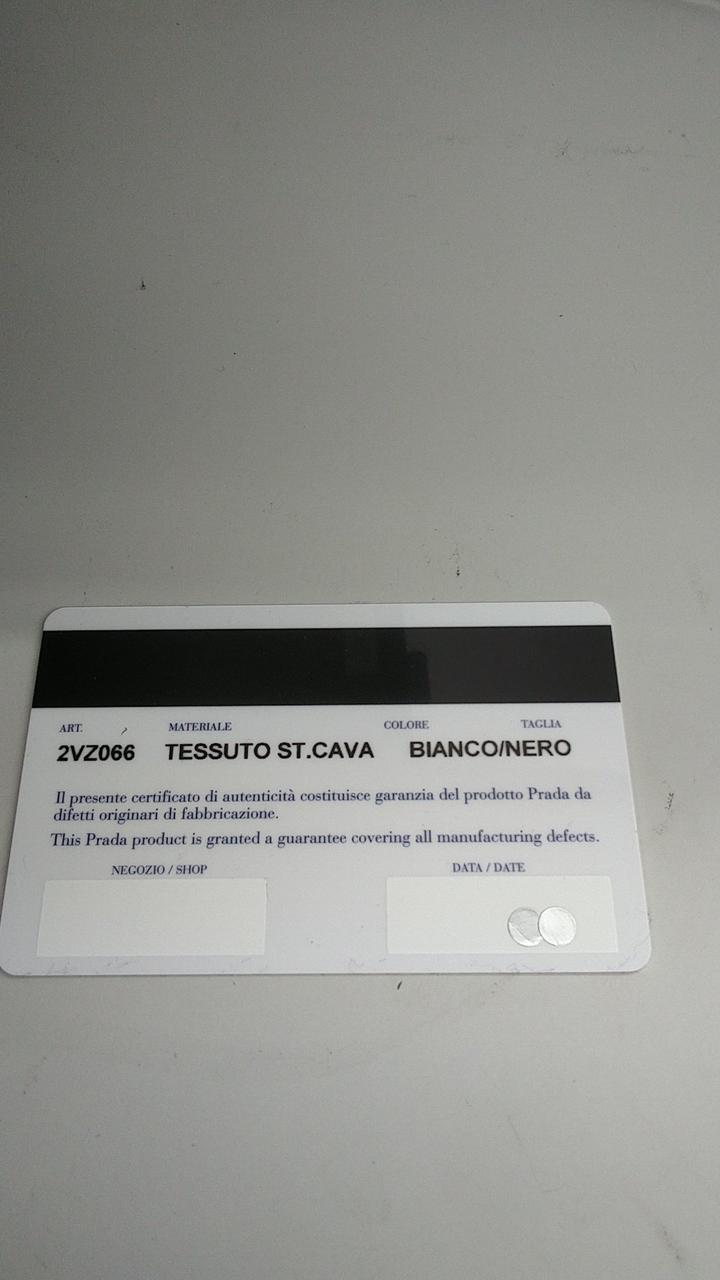 ART. MATERIALE COLORE TAGLIA
2VZ066 TESSUTO ST.CAVA BIANCO/NERO
Il presente certificato di autenticità costituisce garanzia del prodotto Prada da
difetti originari di fabbricazione.
This Prada product is granted a guarantee covering all manufacturing defects.
NEGOZIO / SHOP DATA / DATE